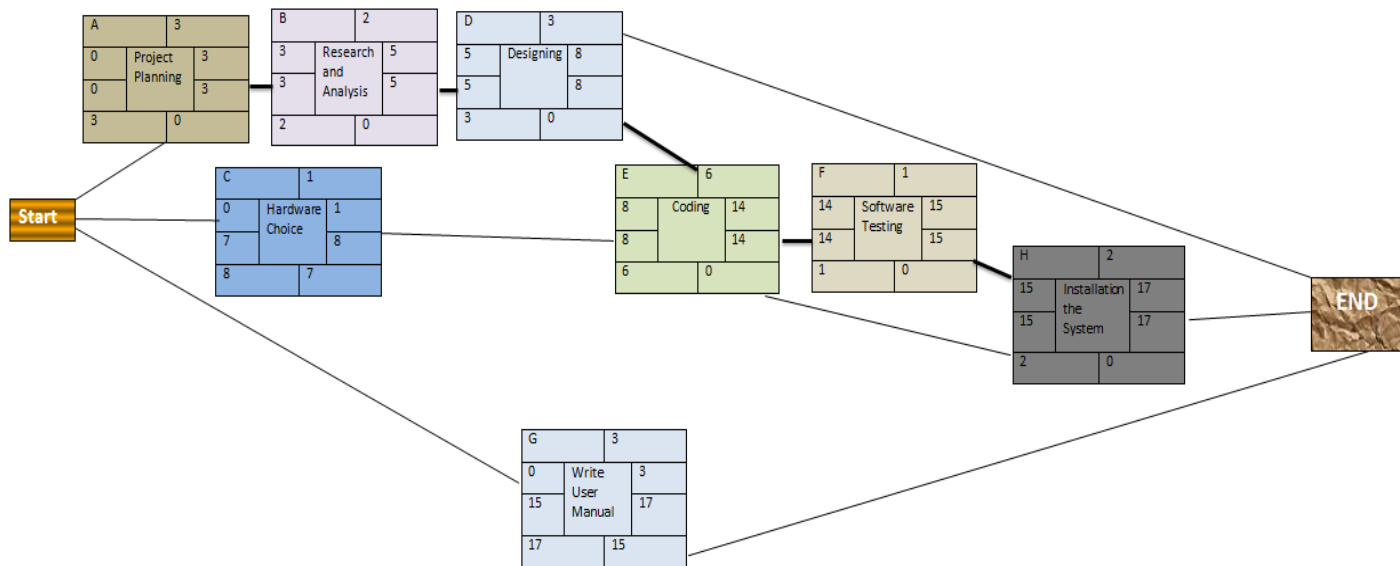 A 3
0 Project Planning 3
0 3
3 0
B 2
3 Research and Analysis 5
3 5
2 0
D 3
5 Designing 8
5 8
3 0
Start
C 1
0 Hardware Choice 1
7 8
8 7
E 6
8 Coding 14
8 14
6 0
F 1
14 Software Testing 15
14 15
1 0
H 2
15 Installation the System 17
15 17
2 0
END
G 3
0 Write User Manual 3
15 17
17 15